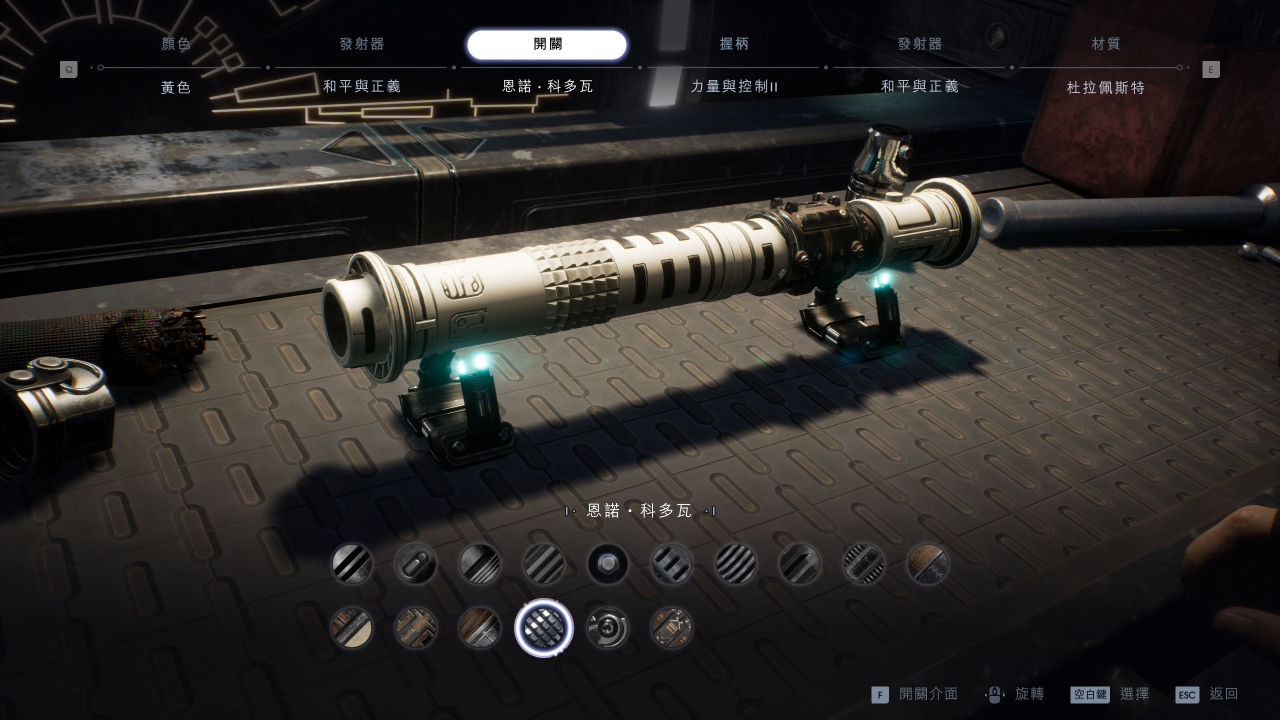 顏色 發射器 開關 握柄 發射器 材質
Q E
黃色 和平與正義 恩諾·科多瓦 力量與控制II 和平與正義 杜拉佩斯特
恩諾·科多瓦
F 開關介面 旋轉 空白鍵 選擇 ESC 返回